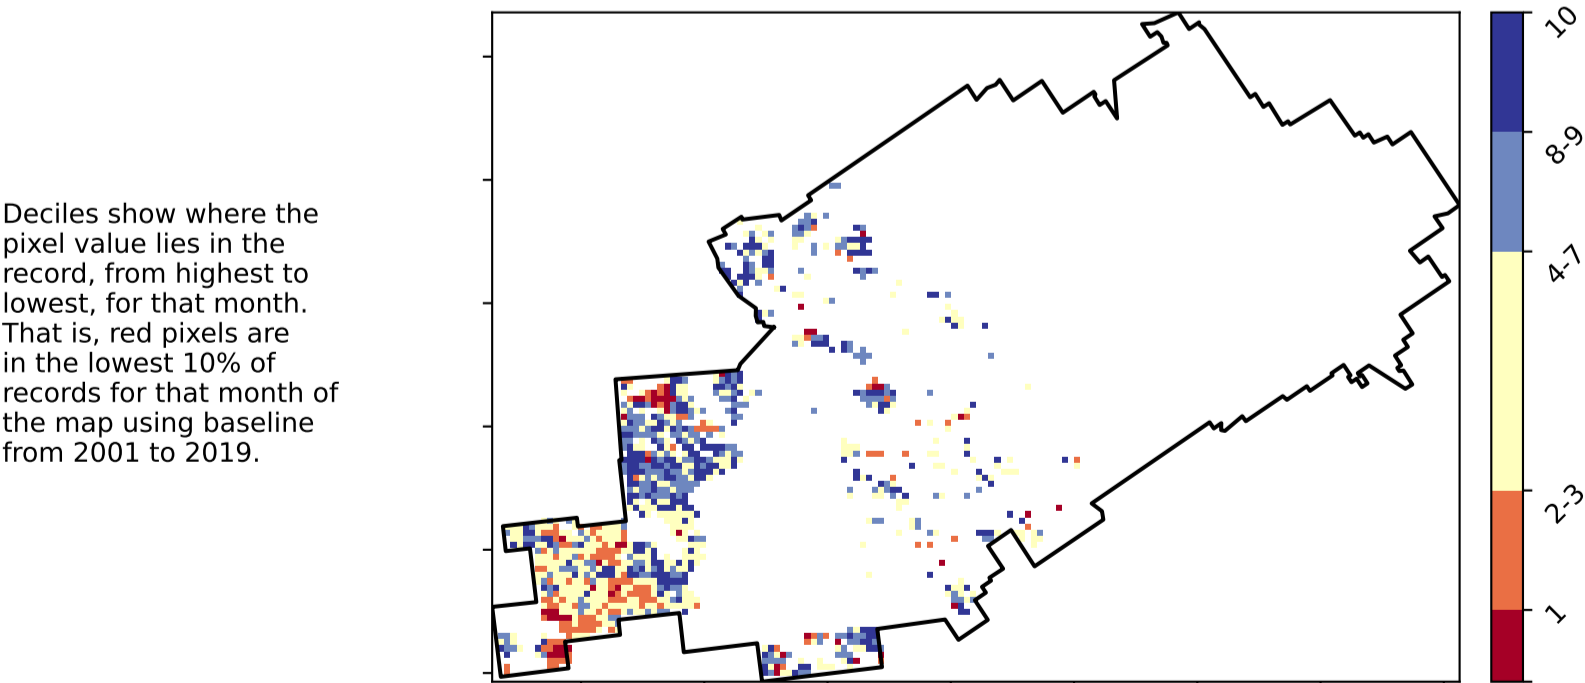 Deciles show where the
pixel value lies in the
record, from highest to
lowest, for that month.
That is, red pixels are
in the lowest 10% of
records for that month of
the map using baseline
from 2001 to 2019.
10
8-9
4-7
2-3
1